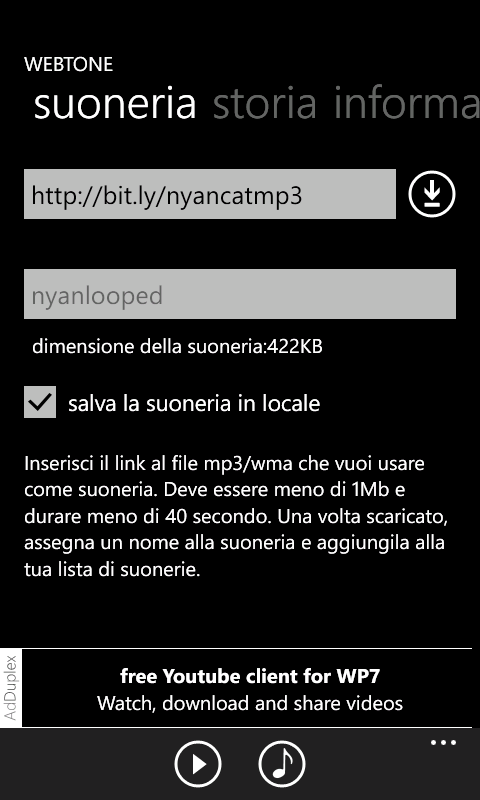 WEBTONE
suoneria storia informa
http://bit.ly/nyancatmp3
nyanlooped
dimensione della suoneria:422KB
salva la suoneria in locale
Inserisci il link al file mp3/wma che vuoi usare
come suoneria. Deve essere meno di 1Mb e
durare meno di 40 secondo. Una volta scaricato,
assegna un nome alla suoneria e aggiungila alla
tua lista di suonerie.
AdDuplex
free Youtube client for WP7
Watch, download and share videos